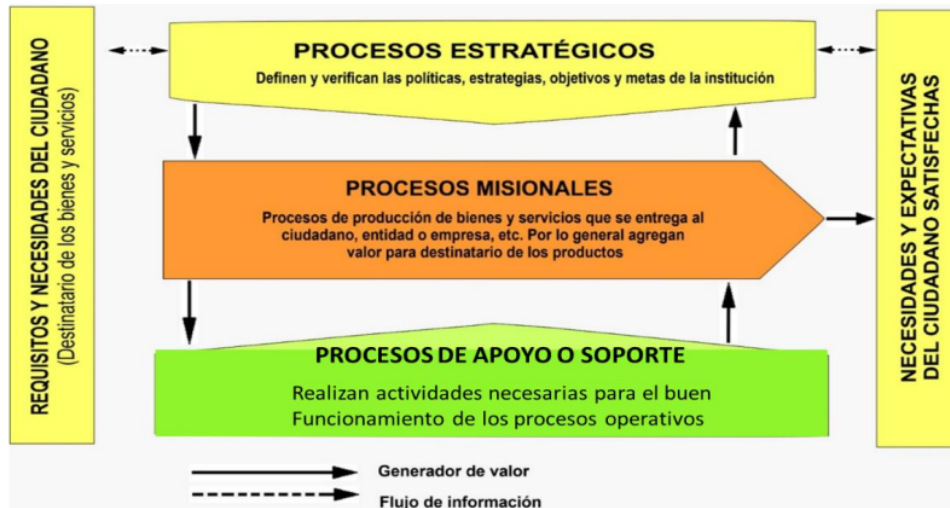 REQUISITOS Y NECESIDADES DEL CIUDADANO
(Destinatario de los bienes y servicios)
PROCESOS ESTRATÉGICOS
Definen y verifican las políticas, estrategias, objetivos y metas de la institución
PROCESOS MISIONALES
Procesos de producción de bienes y servicios que se entrega al
ciudadano, entidad o empresa, etc. Por lo general agregan
valor para destinatario de los productos
PROCESOS DE APOYO O SOPORTE
Realizan actividades necesarias para el buen
Funcionamiento de los procesos operativos
NECESIDADES Y EXPECTATIVAS
DEL CIUDADANO SATISFECHAS
Generador de valor
Flujo de información